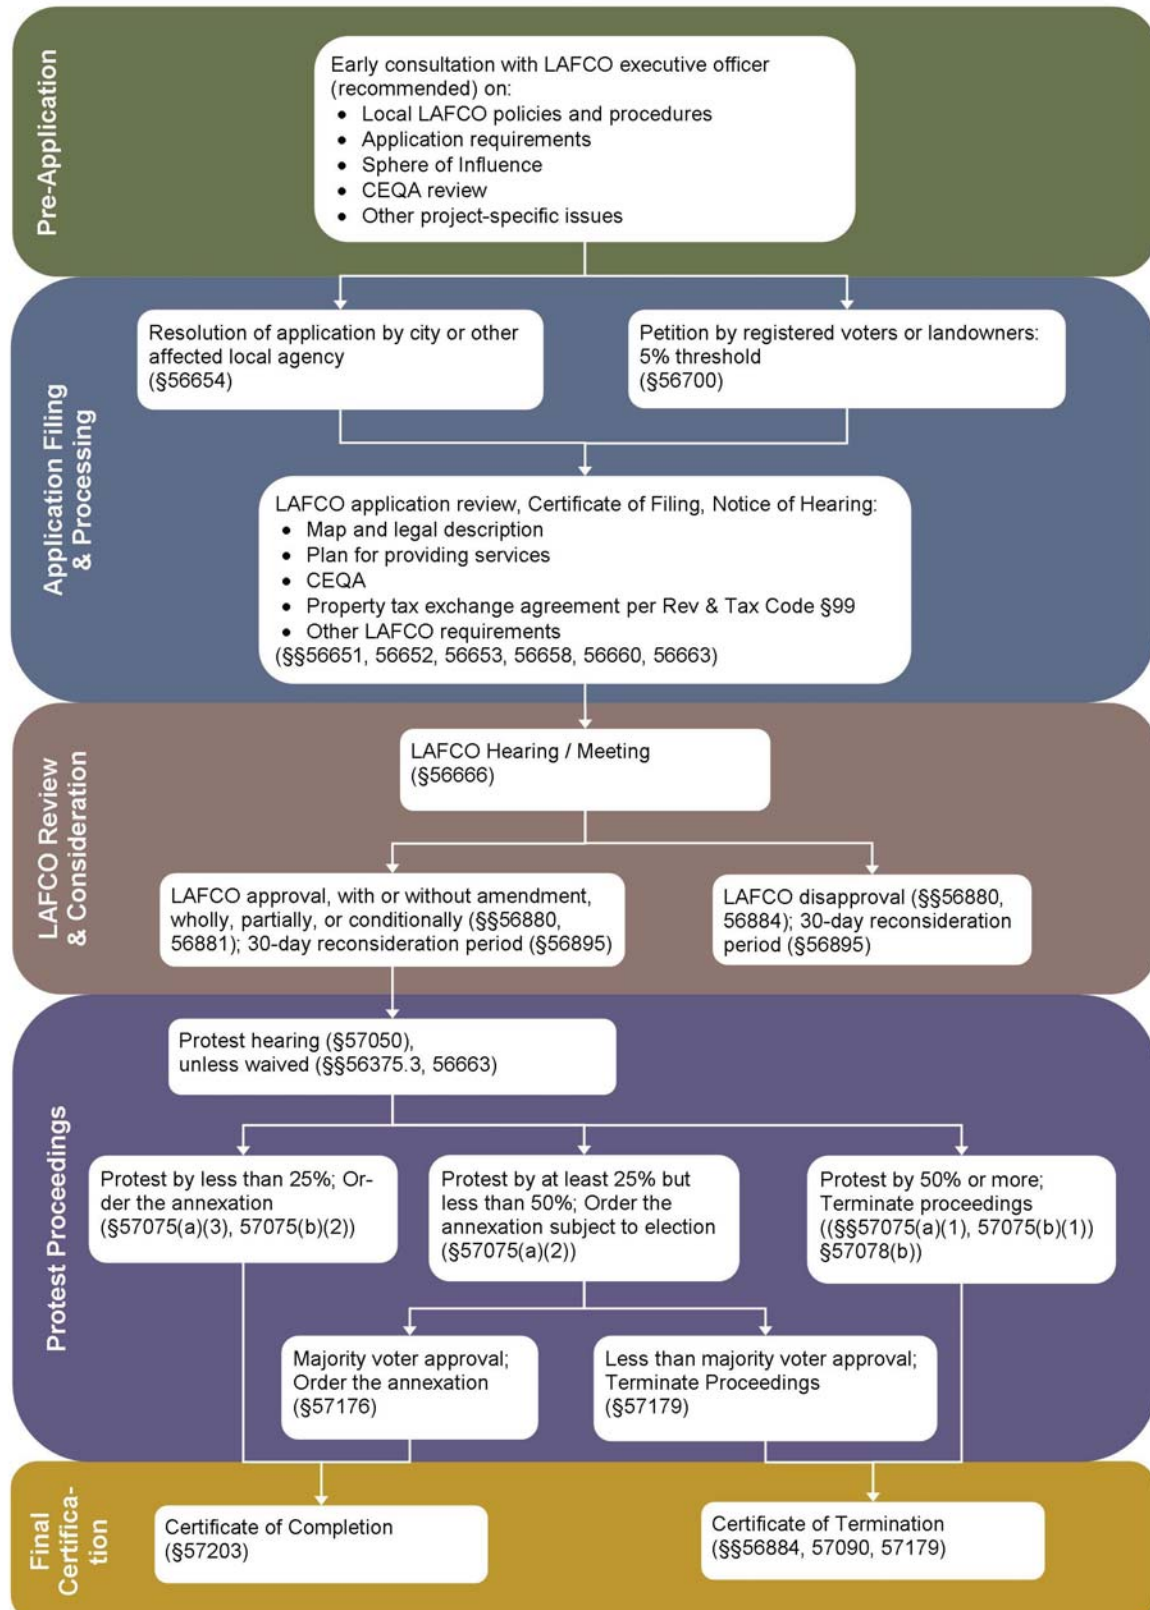 Pre-Application
Early consultation with LAFCO executive officer
(recommended) on:
• Local LAFCO policies and procedures
• Application requirements
• Sphere of Influence
• CEQA review
• Other project-specific issues
Application Filing
& Processing
Resolution of application by city or other
affected local agency
(§56654)
Petition by registered voters or landowners:
5% threshold
(§56700)
LAFCO application review, Certificate of Filing, Notice of Hearing:
• Map and legal description
• Plan for providing services
• CEQA
• Property tax exchange agreement per Rev & Tax Code §99
• Other LAFCO requirements
(§§56651, 56652, 56653, 56658, 56660, 56663)
LAFCO Review
& Consideration
LAFCO Hearing / Meeting
(§56666)
LAFCO approval, with or without amendment,
wholly, partially, or conditionally (§§56880,
56881); 30-day reconsideration period (§56895)
LAFCO disapproval (§§56880,
56884); 30-day reconsideration
period (§56895)
Protest Proceedings
Protest hearing (§57050),
unless waived (§§56375.3, 56663)
Protest by less than 25%; Or-
der the annexation
(§57075(a)(3), 57075(b)(2))
Protest by at least 25% but
less than 50%; Order the
annexation subject to election
(§57075(a)(2))
Protest by 50% or more;
Terminate proceedings
((§§57075(a)(1), 57075(b)(1))
§57078(b))
Majority voter approval;
Order the annexation
(§57176)
Less than majority voter approval;
Terminate Proceedings
(§57179)
Final
Certifica-
tion
Certificate of Completion
(§57203)
Certificate of Termination
(§§56884, 57090, 57179)